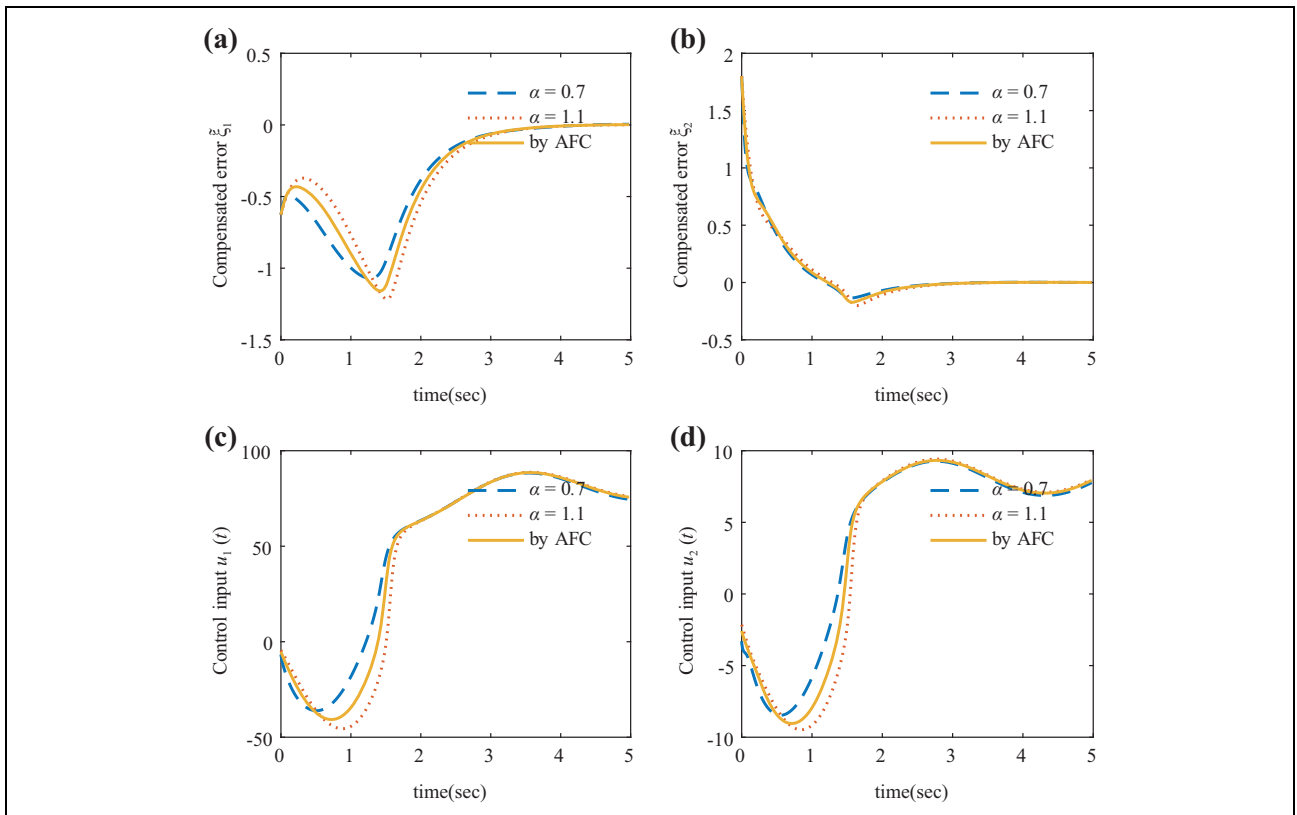 (a)
0.5
0
-0.5
-1
-1.5
Compensated error ξ̃₁
α = 0.7
α = 1.1
by AFC
0 1 2 3 4 5
time(sec)
(b)
2
1.5
1
0.5
0
-0.5
Compensated error ξ̃₂
α = 0.7
α = 1.1
by AFC
0 1 2 3 4 5
time(sec)
(c)
100
50
0
-50
Control input u₁ (t)
α = 0.7
α = 1.1
by AFC
0 1 2 3 4 5
time(sec)
(d)
10
5
0
-5
-10
Control input u₂ (t)
α = 0.7
α = 1.1
by AFC
0 1 2 3 4 5
time(sec)